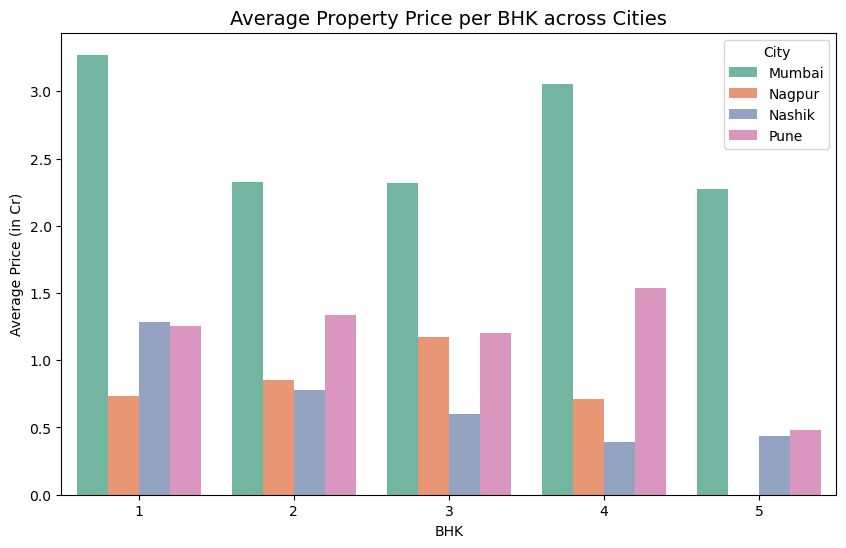 Average Property Price per BHK across Cities
City
Mumbai
Nagpur
Nashik
Pune
Average Price (in Cr)
3.0
2.5
2.0
1.5
1.0
0.5
0.0
1 2 3 4 5
BHK